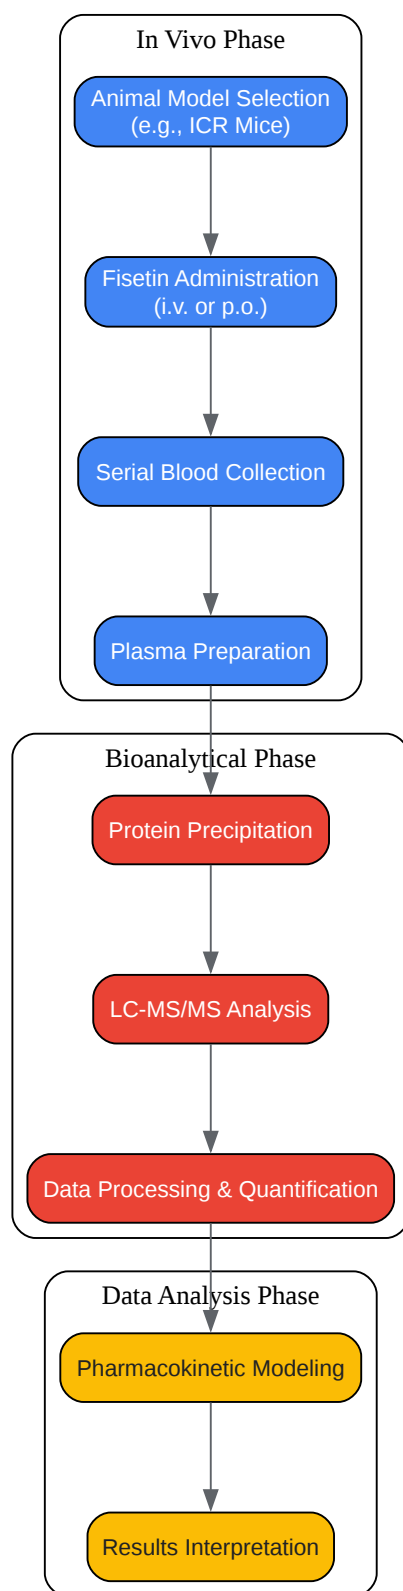 In Vivo Phase
Animal Model Selection
(e.g., ICR Mice)
Fisetin Administration
(i.v. or p.o.)
Serial Blood Collection
Plasma Preparation
Bioanalytical Phase
Protein Precipitation
LC-MS/MS Analysis
Data Processing & Quantification
Data Analysis Phase
Pharmacokinetic Modeling
Results Interpretation